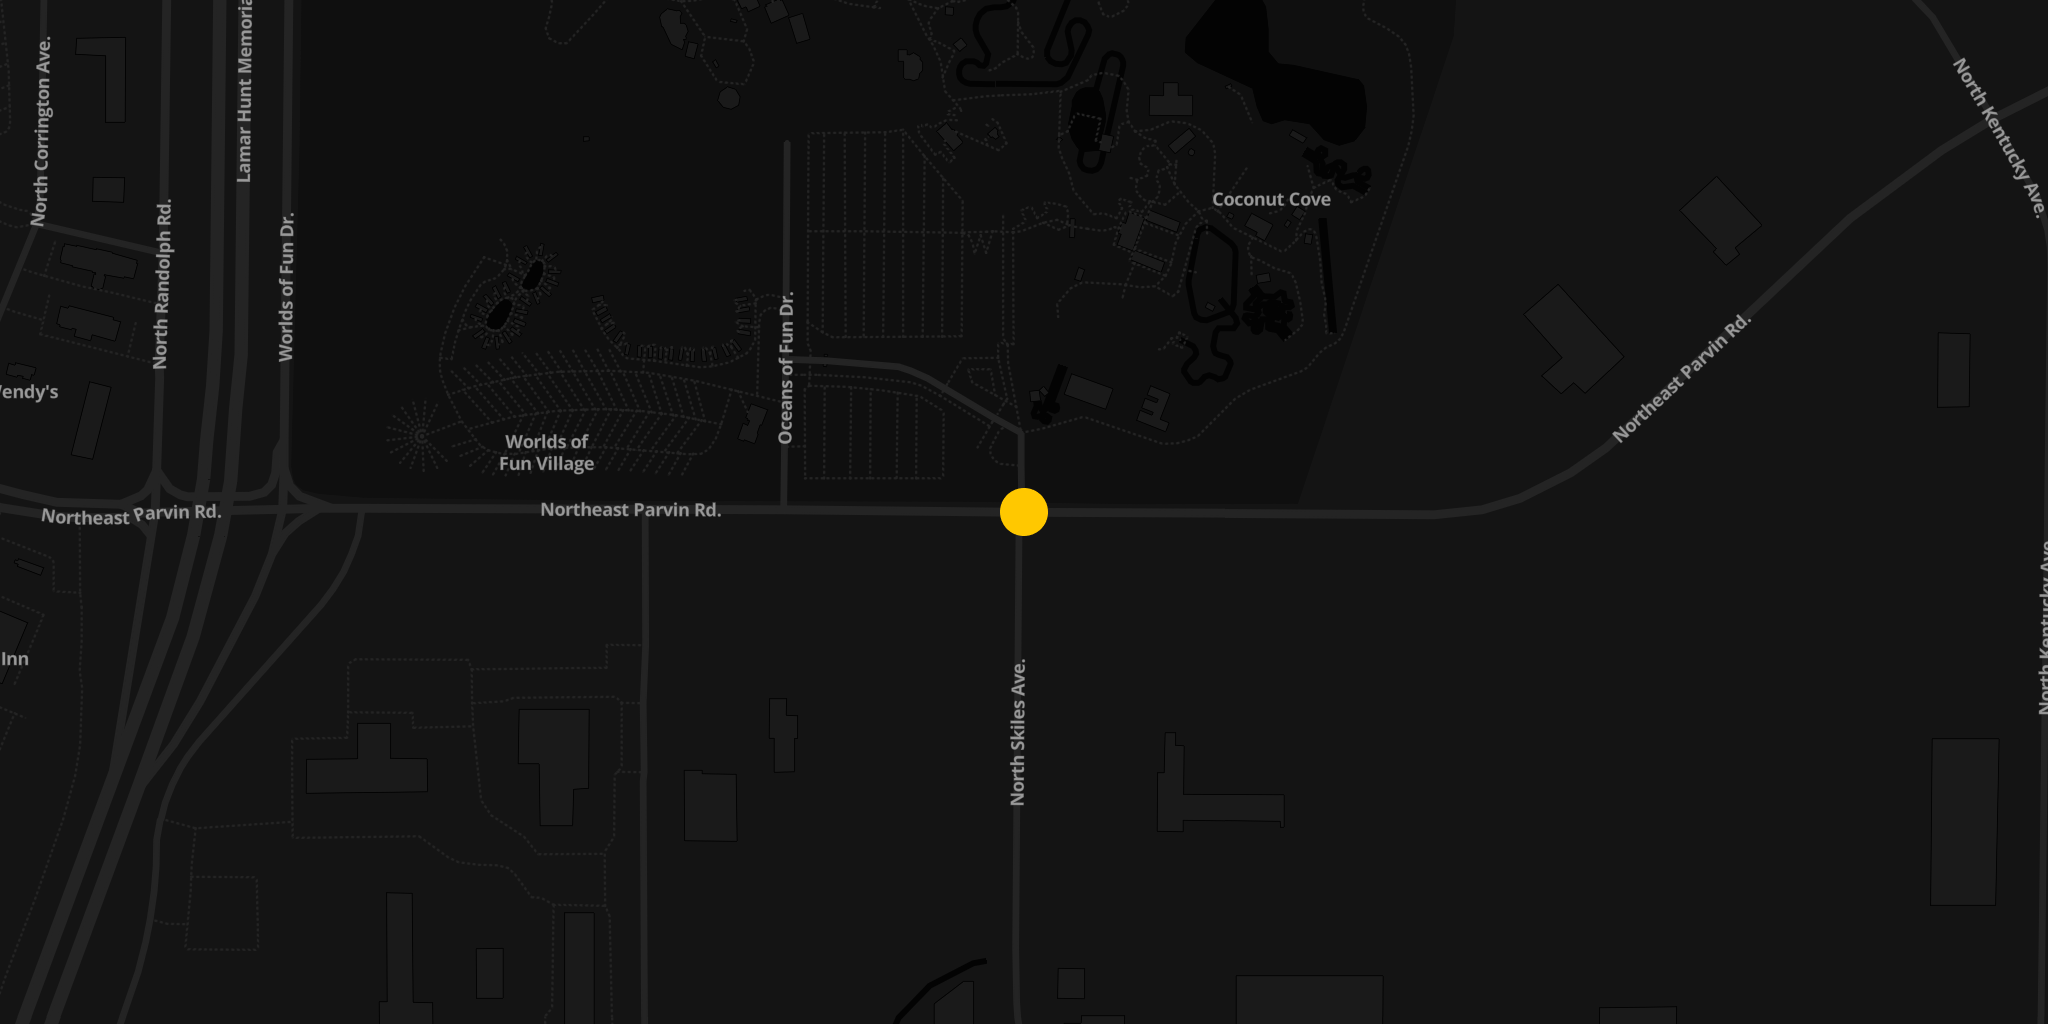 North Corrington Ave.
Lamar Hunt Memoria
North Kentucky Ave.
Coconut Cove
North Randolph Rd.
Worlds of Fun Dr.
Oceans of Fun Dr.
Northeast Parvin Rd.
endy's
Worlds of
Fun Village
Northeast Parvin Rd.
Northeast Parvin Rd.
North Kentucky Ave.
Inn
North Skiles Ave.